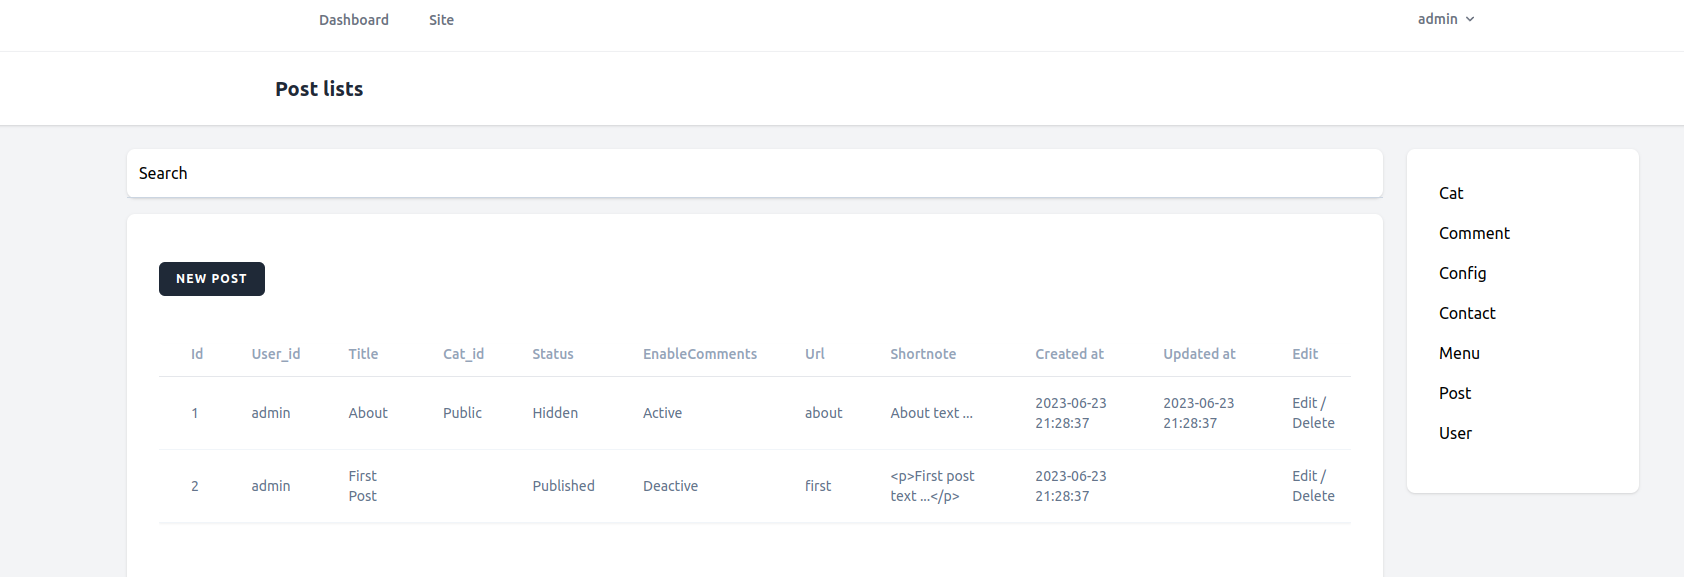 Dashboard Site admin
Post lists
Search
NEW POST
Id User_id Title Cat_id Status EnableComments Url Shortnote Created at Updated at Edit
1 admin About Public Hidden Active about About text ... 2023-06-23 21:28:37 2023-06-23 21:28:37 Edit / Delete
2 admin First Post Published Deactive first <p>First post text ...</p> 2023-06-23 21:28:37 Edit / Delete
Cat
Comment
Config
Contact
Menu
Post
User